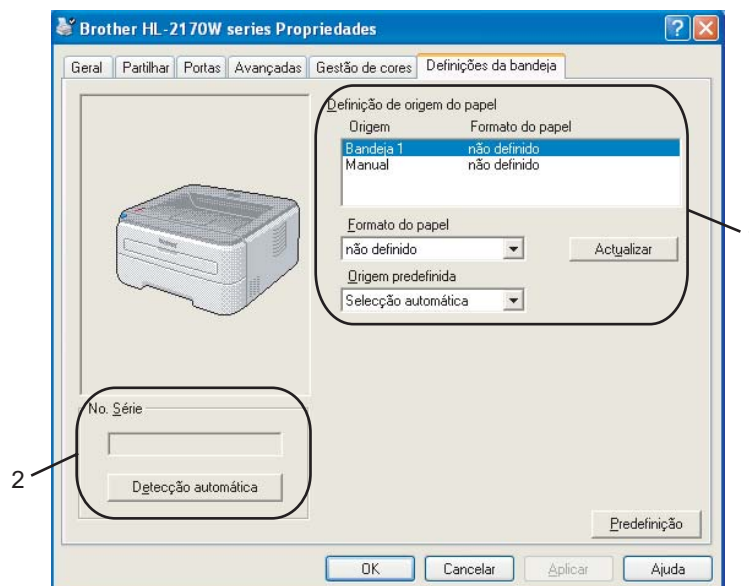 Brother HL-2170W series Propriedades
Geral Partilhar Portas Avançadas Gestão de cores Definições da bandeja
Definição de origem do papel
Origem Formato do papel
Bandeja 1 não definido
Manual não definido
Formato do papel
não definido Actualizar
Origem predefinida
Selecção automática
No. Série
2
Detecção automática
Predefinição
OK Cancelar Aplicar Ajuda